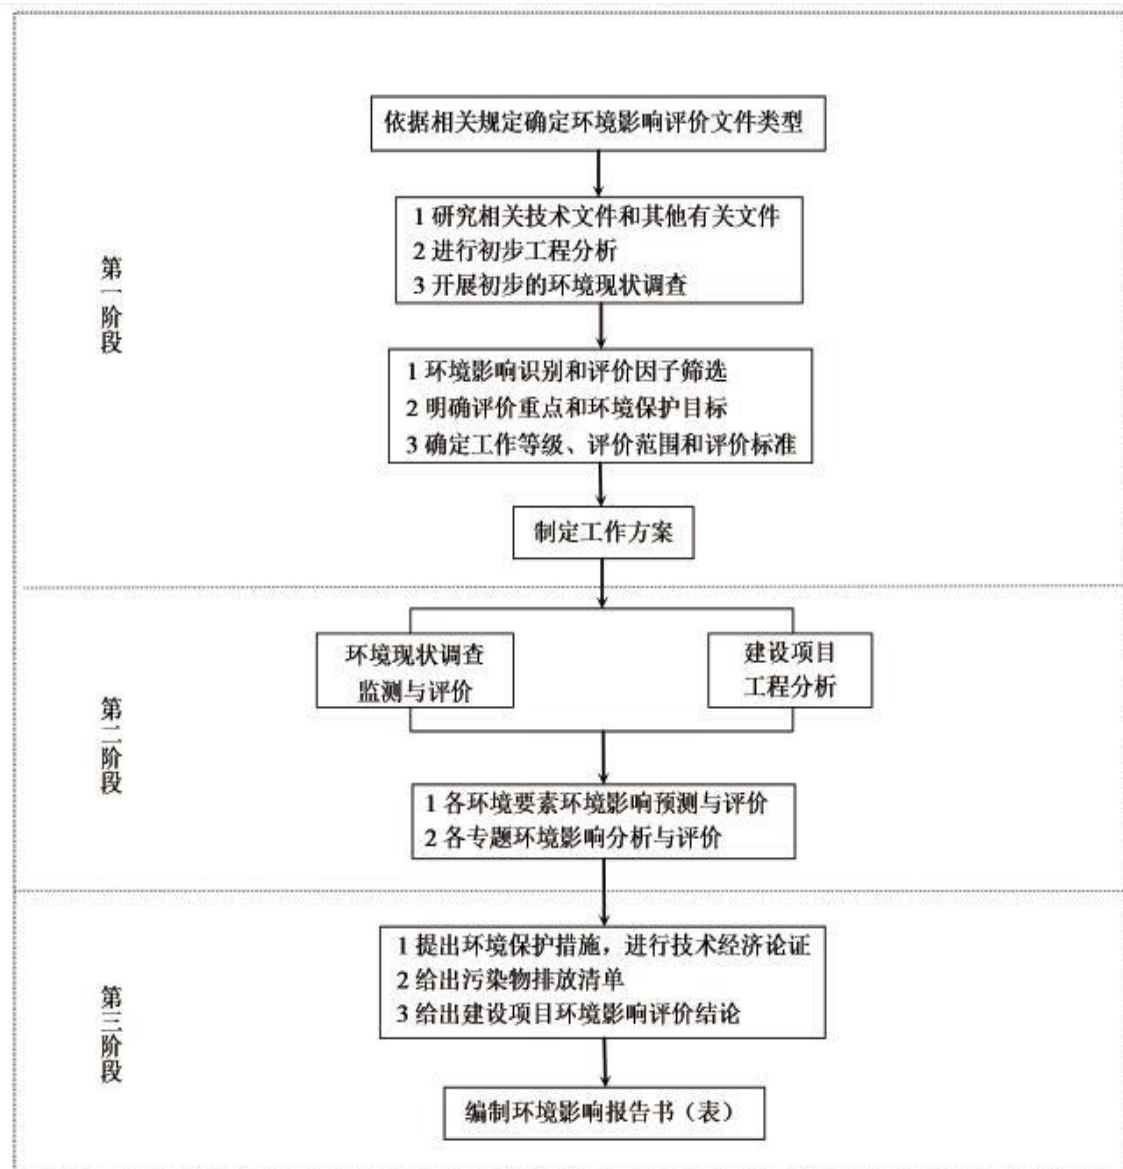 依据相关规定确定环境影响评价文件类型
1 研究相关技术文件和其他有关文件
2 进行初步工程分析
3 开展初步的环境现状调查
第一阶段
1 环境影响识别和评价因子筛选
2 明确评价重点和环境保护目标
3 确定工作等级、评价范围和评价标准
制定工作方案
环境现状调查
监测与评价
建设项目
工程分析
第二阶段
1 各环境要素环境影响预测与评价
2 各专题环境影响分析与评价
1 提出环境保护措施，进行技术经济论证
2 给出污染物排放清单
3 给出建设项目环境影响评价结论
第三阶段
编制环境影响报告书（表）